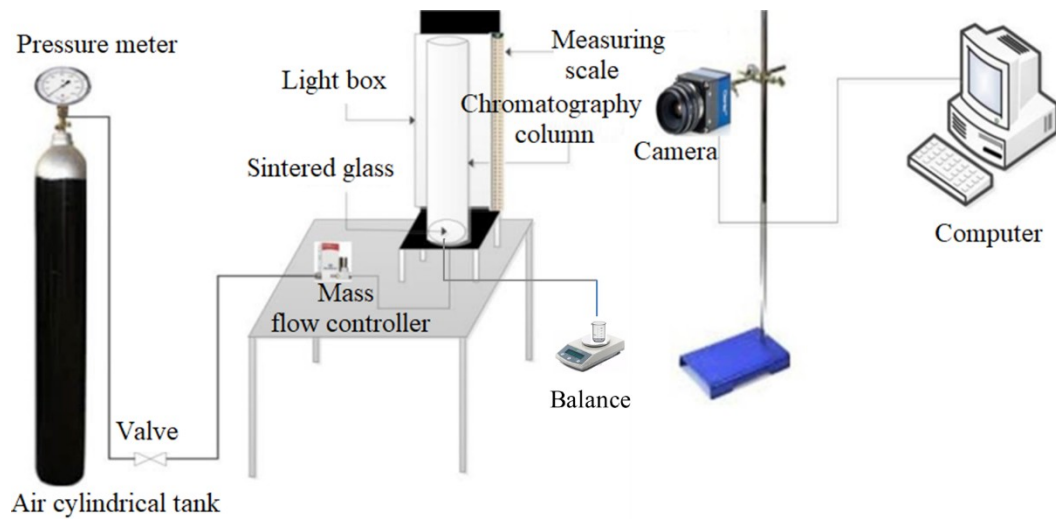 Pressure meter
Light box
Measuring
scale
Chromatography
column
Sintered glass
Camera
Computer
Mass
flow controller
Balance
Valve
Air cylindrical tank